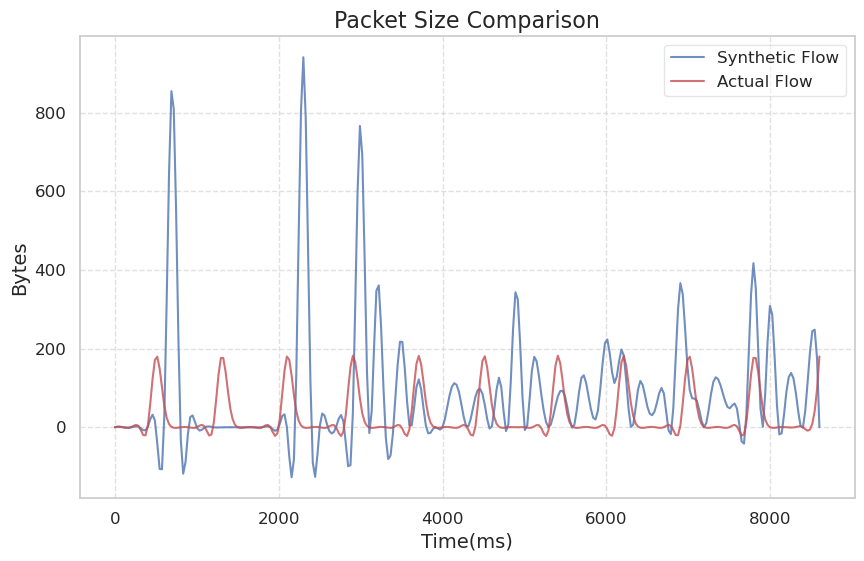 Packet Size Comparison
Synthetic Flow
Actual Flow
800
600
400
200
0
Bytes
0 2000 4000 6000 8000
Time(ms)